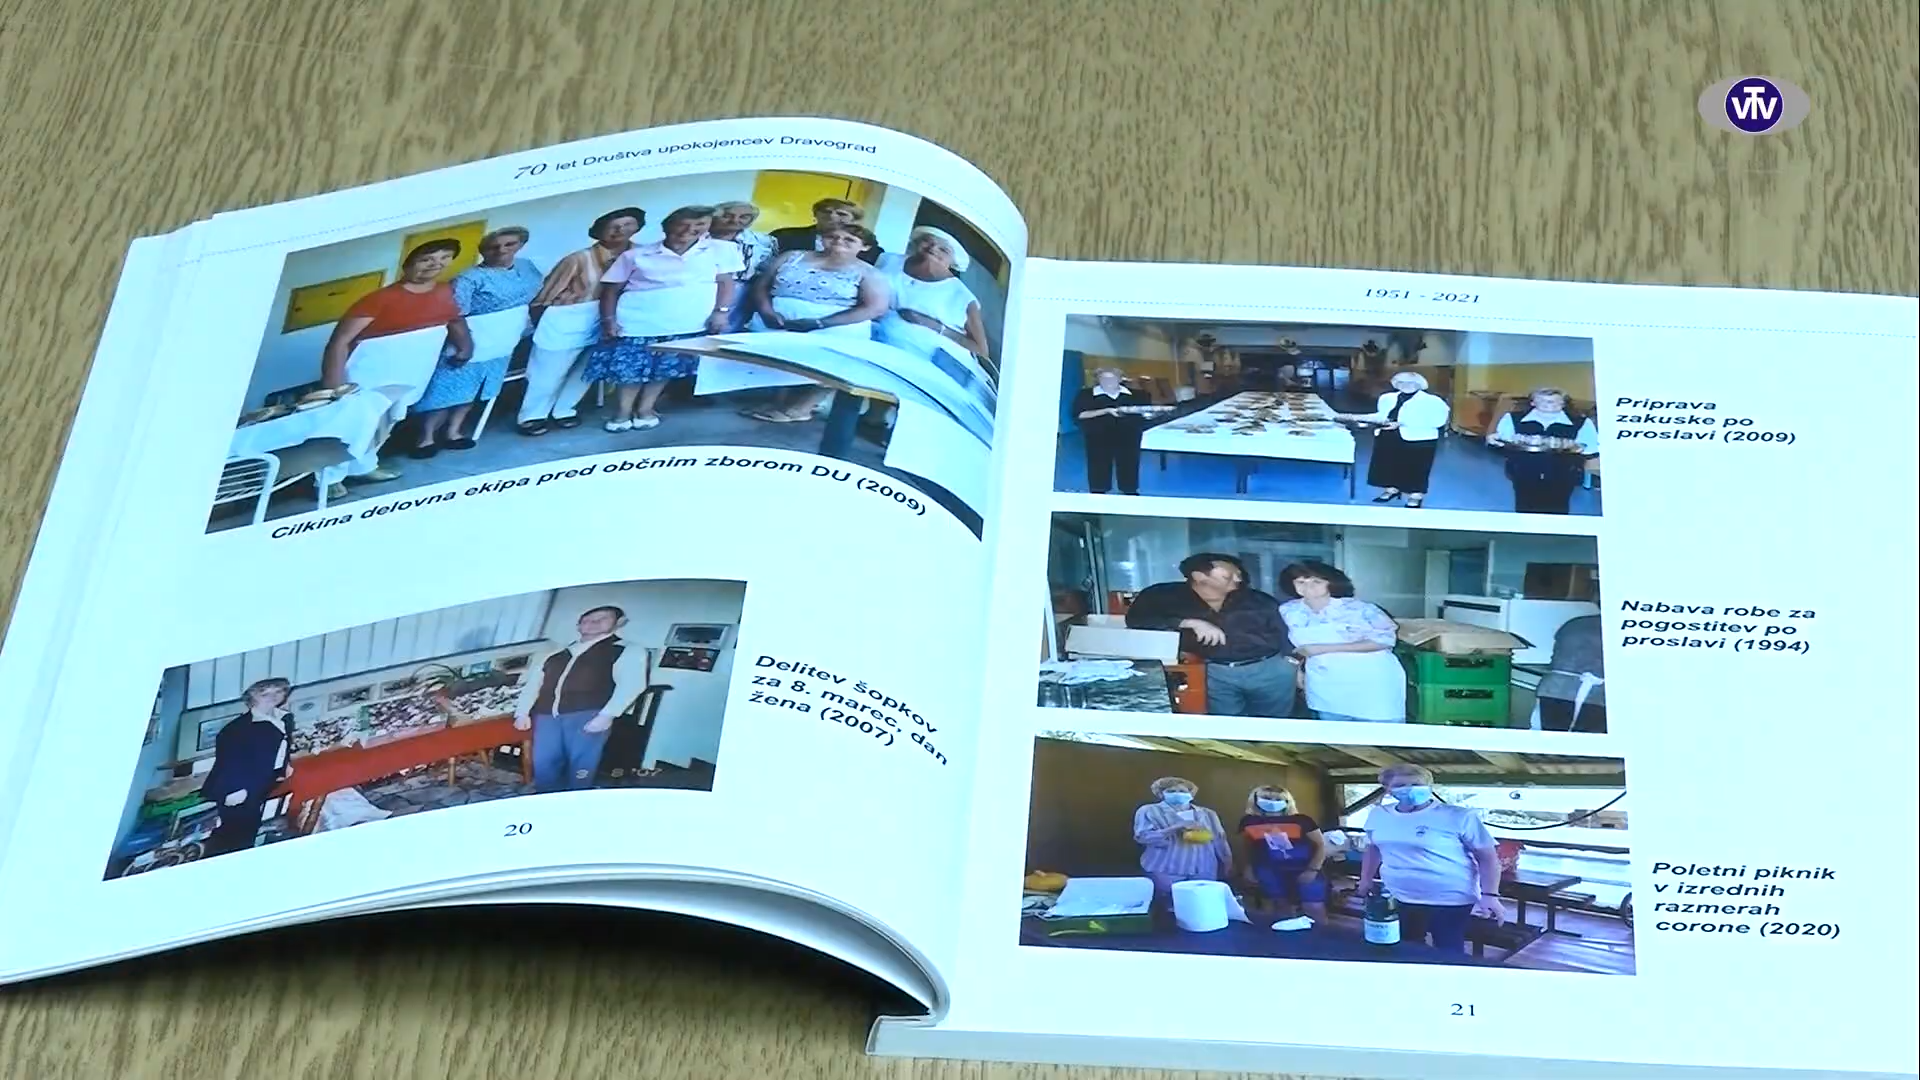 VTV
70 let Društva upokojencev Dravograd
Cilkina delovna ekipa pred občnim zborom DU (2009)
Delitev šopkov
za 8. marec, dan
žena (2007)
20
1951 - 2021
Priprava
zakuske po
proslavi (2009)
Nabava robe za
pogostitev po
proslavi (1994)
Poletni piknik
v izrednih
razmerah
corone (2020)
21